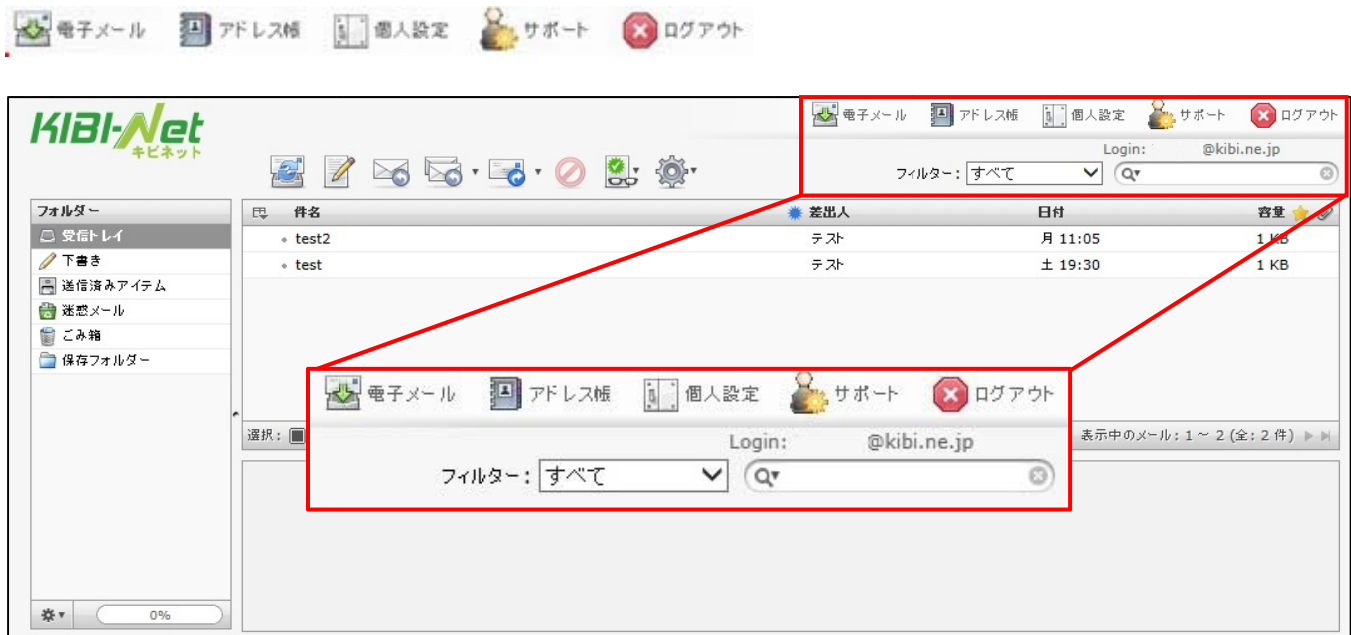 電子メール アドレス帳 個人設定 サポート ログアウト
KIBI-Net
キビネット
電子メール アドレス帳 個人設定 サポート ログアウト
Login: @kibi.ne.jp
フィルター: すべて
フォルダー
受信トレイ
下書き
送信済みアイテム
迷惑メール
ごみ箱
保存フォルダー
件名 差出人 日付 容量
test2 テスト 月 11:05 1 KB
test テスト 土 19:30 1 KB
電子メール アドレス帳 個人設定 サポート ログアウト
Login: @kibi.ne.jp
フィルター: すべて
選択: 表示中のメール: 1 ~ 2 (全: 2 件)
0%